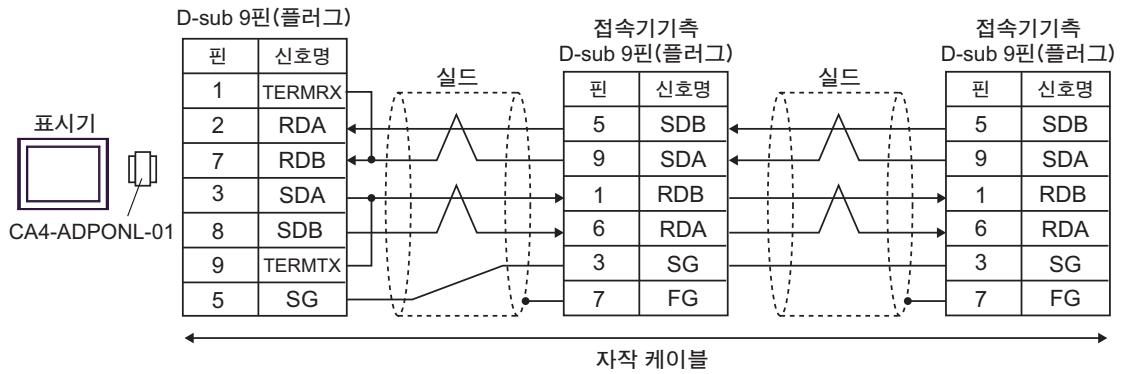 D-sub 9핀(플러그)
핀 신호명
1 TERMRX
2 RDA
7 RDB
3 SDA
8 SDB
9 TERMTX
5 SG
표시기
CA4-ADPONL-01
실드
접속기기측
D-sub 9핀(플러그)
핀 신호명
5 SDB
9 SDA
1 RDB
6 RDA
3 SG
7 FG
실드
접속기기측
D-sub 9핀(플러그)
핀 신호명
5 SDB
9 SDA
1 RDB
6 RDA
3 SG
7 FG
자작 케이블